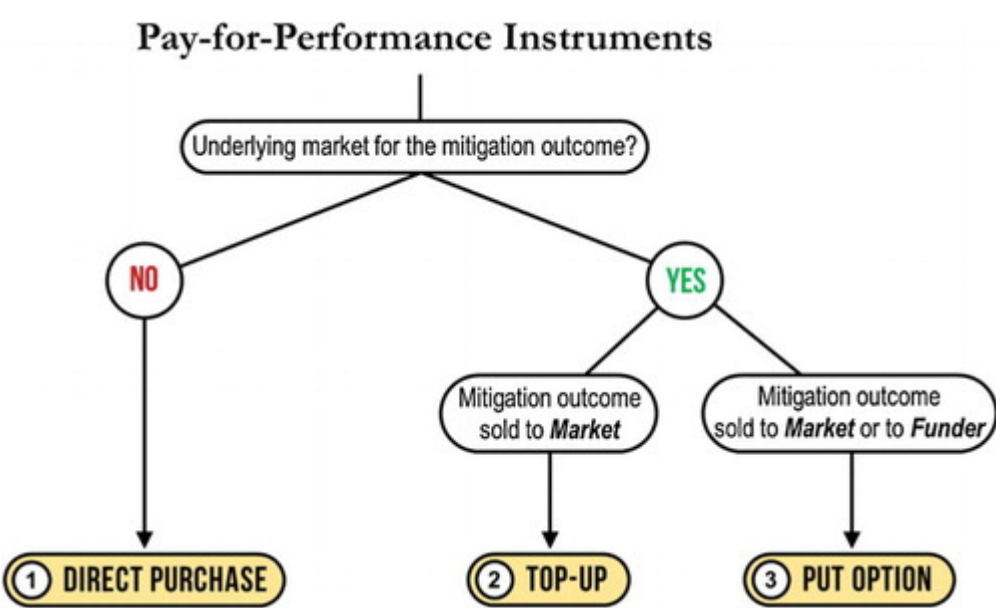 Pay-for-Performance Instruments
Underlying market for the mitigation outcome?
NO
YES
Mitigation outcome
sold to Market
Mitigation outcome
sold to Market or to Funder
1 DIRECT PURCHASE
2 TOP-UP
3 PUT OPTION